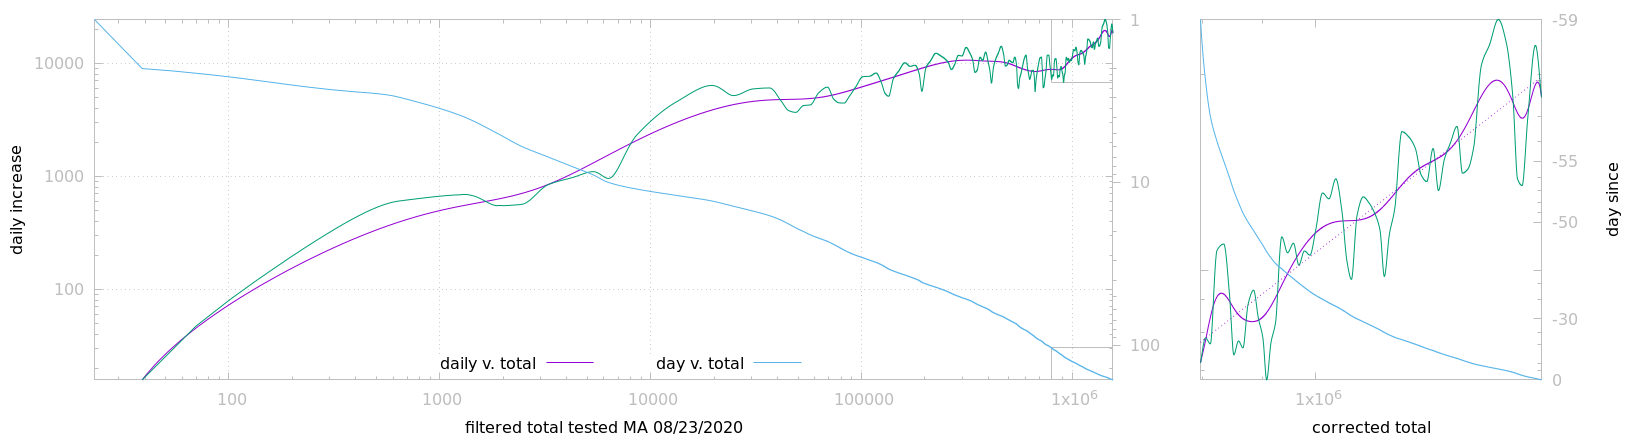 daily increase
10000
1000
100
daily v. total
day v. total
100
1000
10000
100000
1x10^6
filtered total tested MA 08/23/2020
1
10
100
1x10^6
corrected total
-59
-55
-50
-30
0
day since